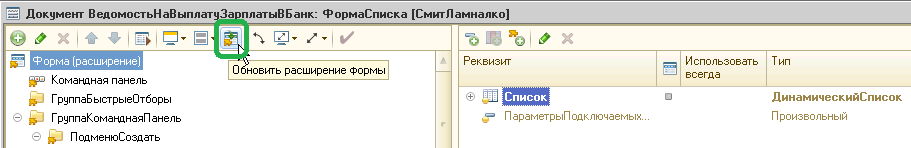 Документ ВедомостьНаВыплатуЗарплатыВБанк: ФормаСписка [СмитЛамналко]
Форма (расширение)
Обновить расширение формы
Командная панель
ГруппаБыстрыеОтборы
ГруппаКоманднаяПанель
ПодменюСоздать
Реквизит Использовать всегда Тип
Список ДинамическийСписок
ПараметрыПодключаемых... Произвольный